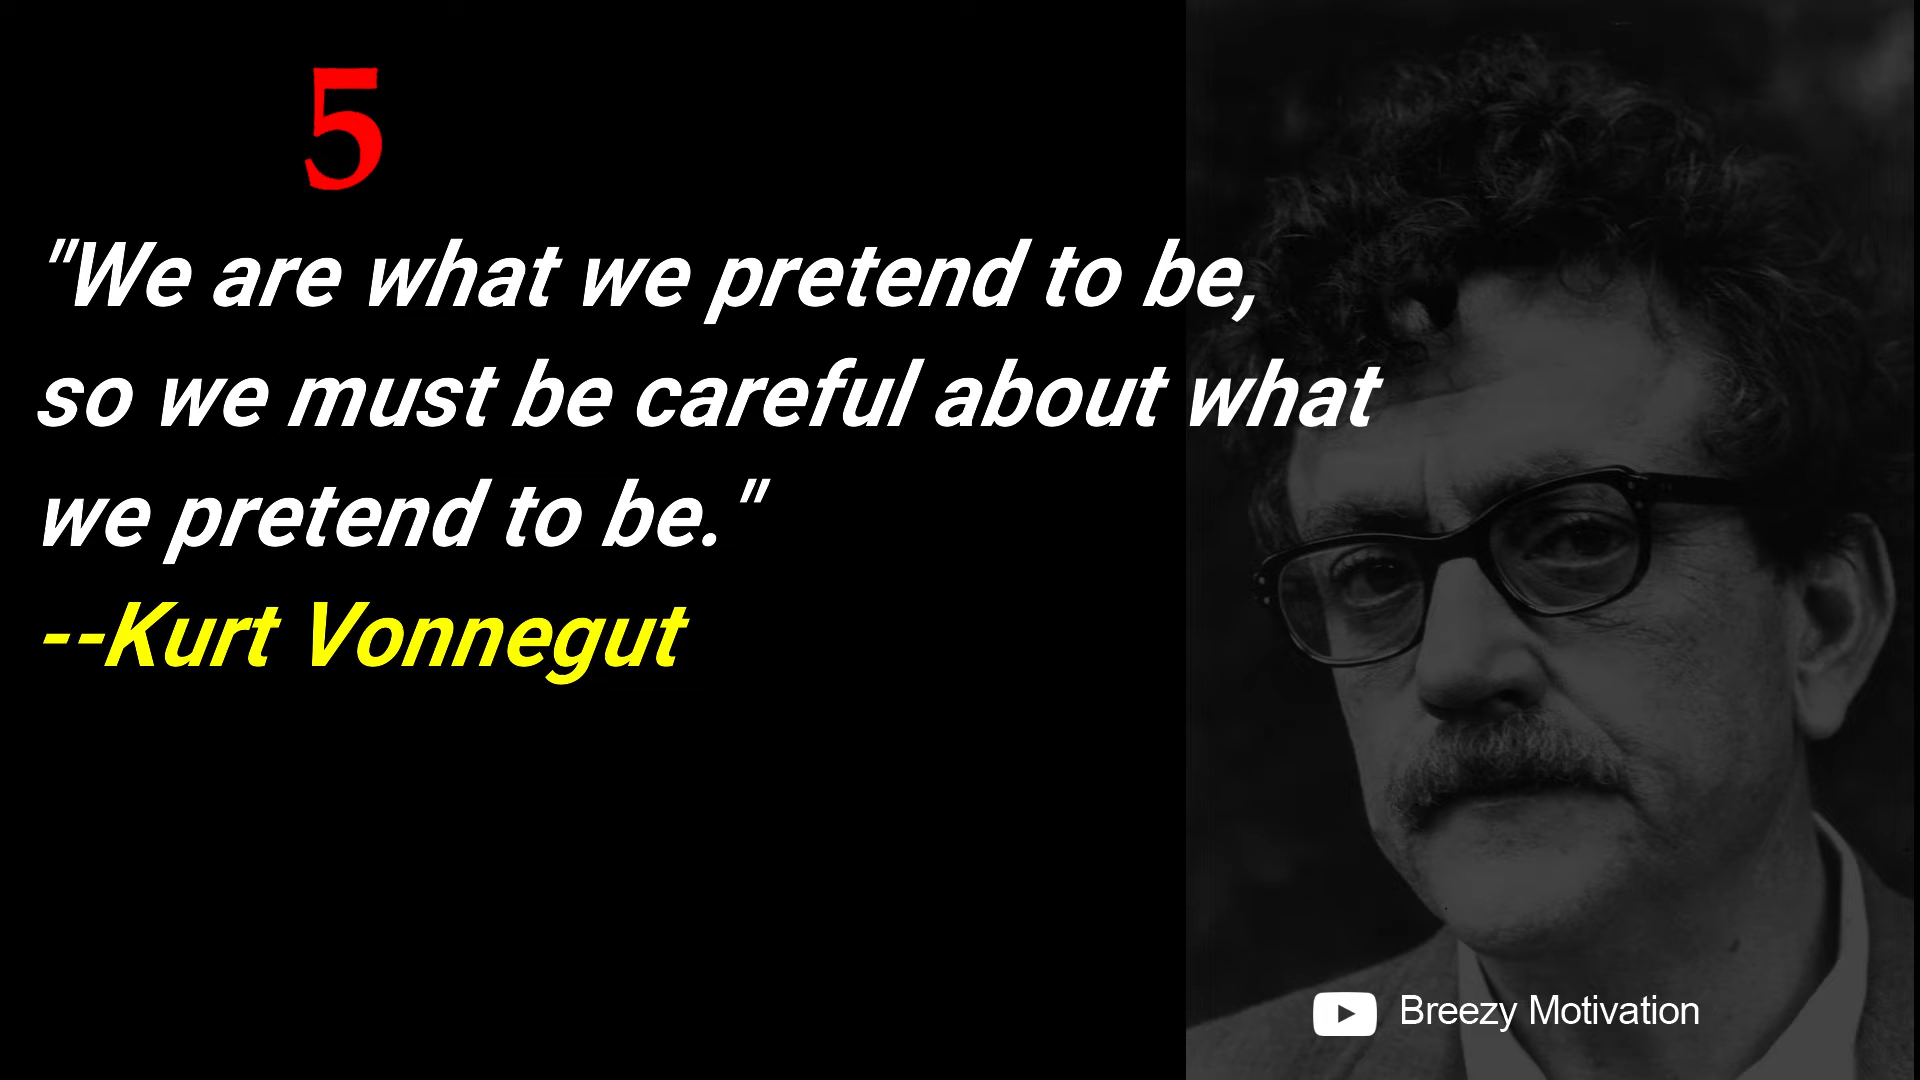 5
"We are what we pretend to be,
so we must be careful about what
we pretend to be."
--Kurt Vonnegut
Breezy Motivation